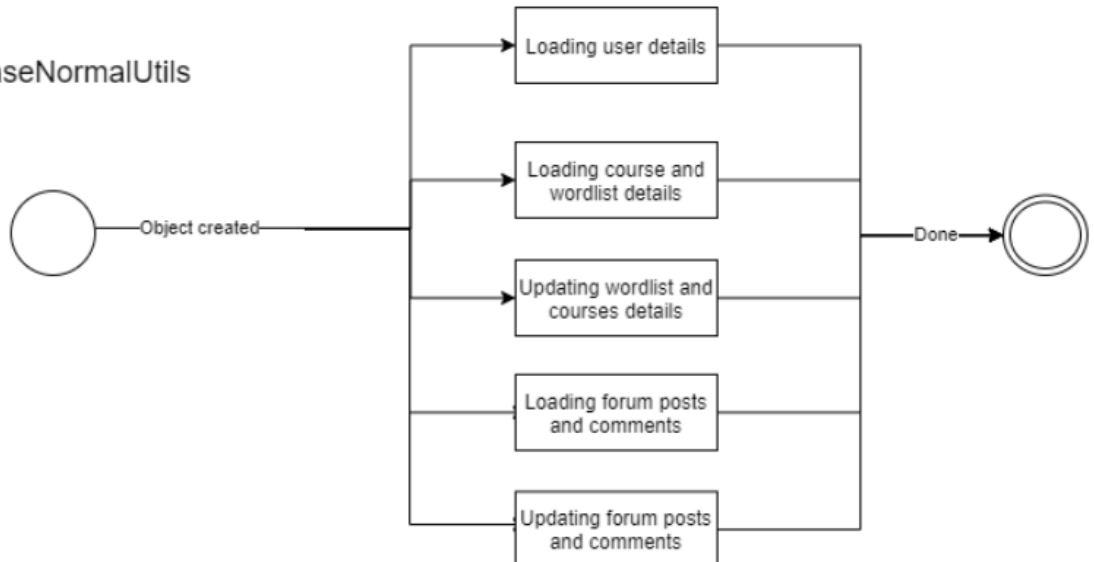 Loading user details
Loading course and
wordlist details
Object created
Done
Updating wordlist and
courses details
Loading forum posts
and comments
Updating forum posts
and comments